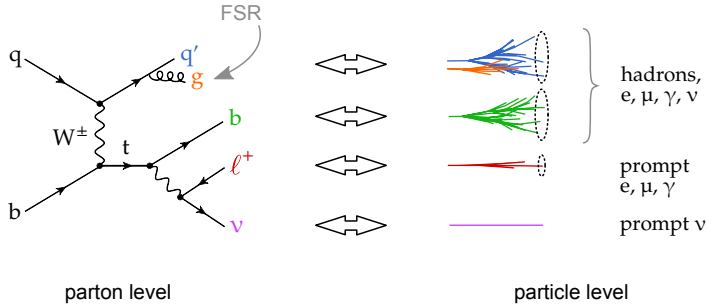 FSR
q
q′
g
hadrons,
e, μ, γ, ν
W±
b
t
ℓ+
prompt
e, μ, γ
b
ν
prompt ν
parton level
particle level